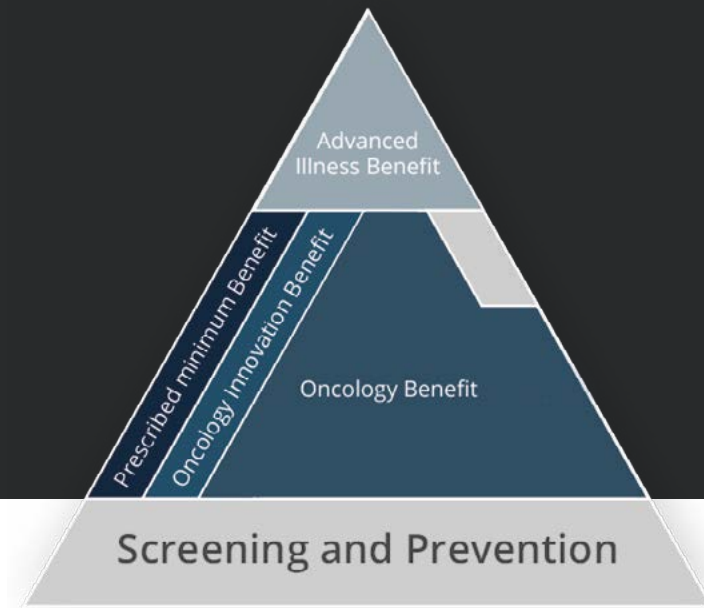 Advanced
Illness Benefit
Prescribed minimum Benefit
Oncology Innovation Benefit
Oncology Benefit
Screening and Prevention